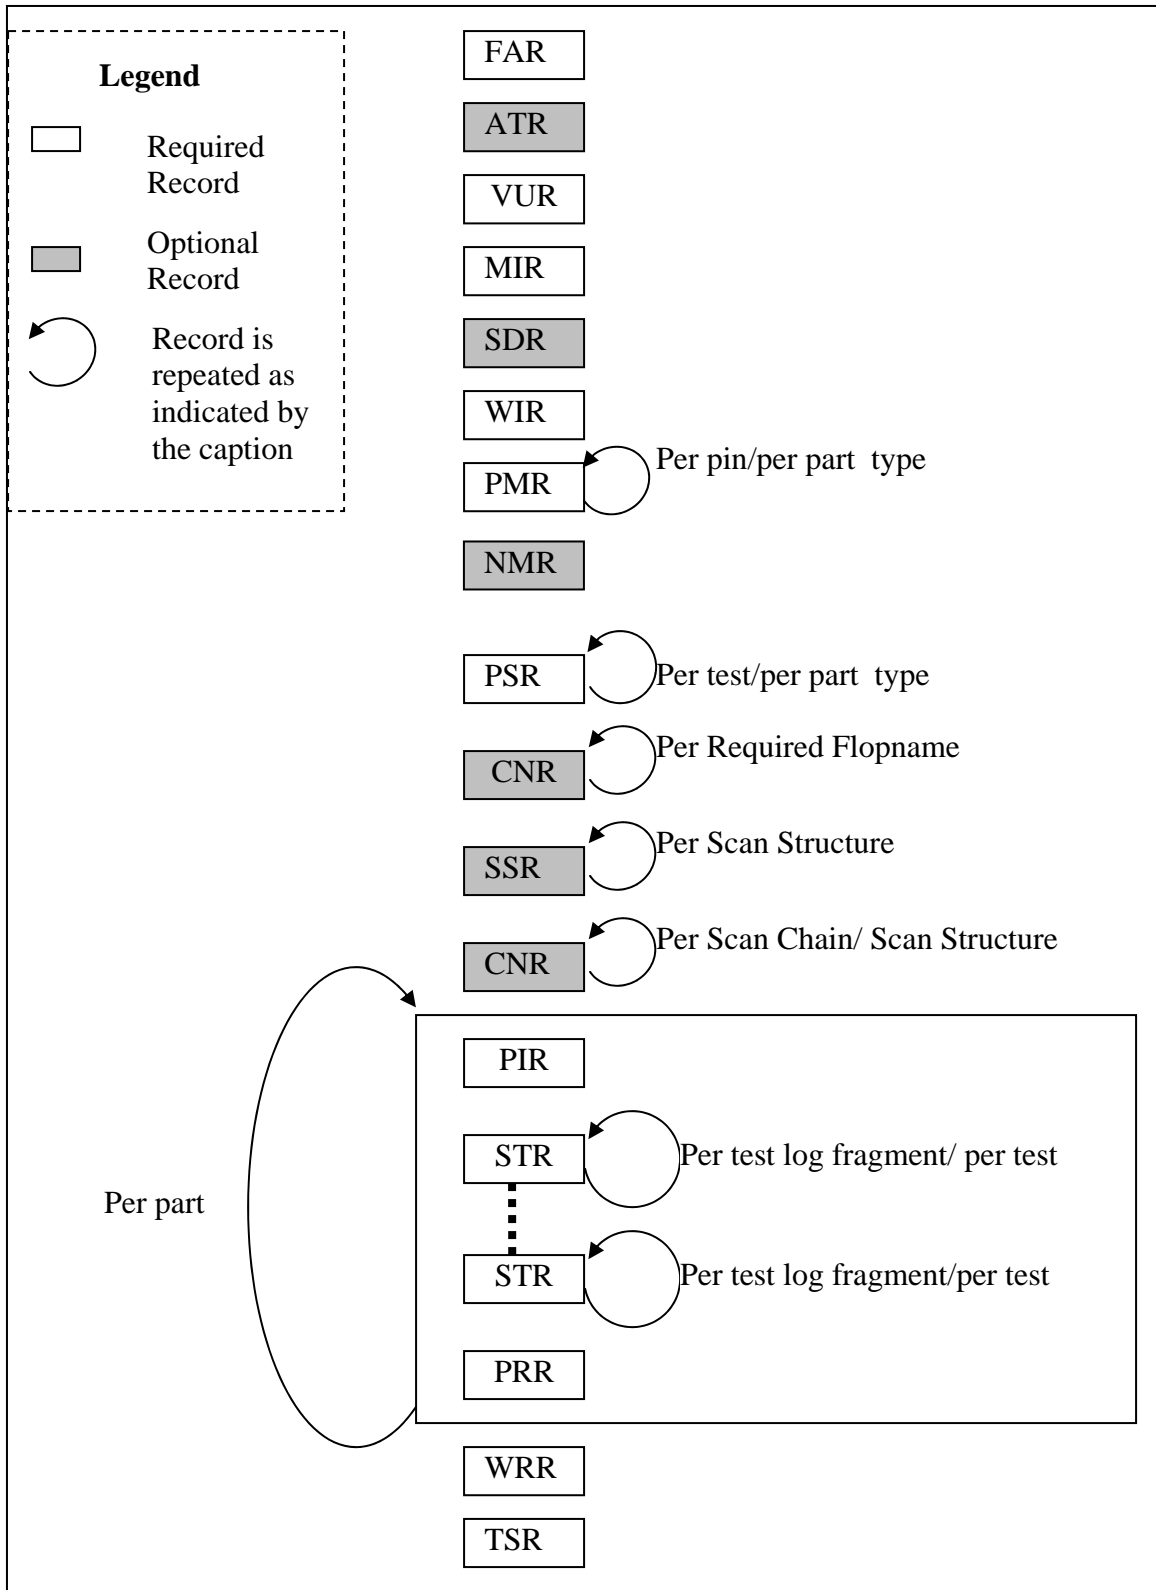 Legend
Required
Record
Optional
Record
Record is
repeated as
indicated by
the caption
FAR
ATR
VUR
MIR
SDR
WIR
PMR
Per pin/per part type
NMR
PSR
Per test/per part type
CNR
Per Required Flopname
SSR
Per Scan Structure
CNR
Per Scan Chain/ Scan Structure
Per part
PIR
STR
Per test log fragment/ per test
STR
Per test log fragment/per test
PRR
WRR
TSR